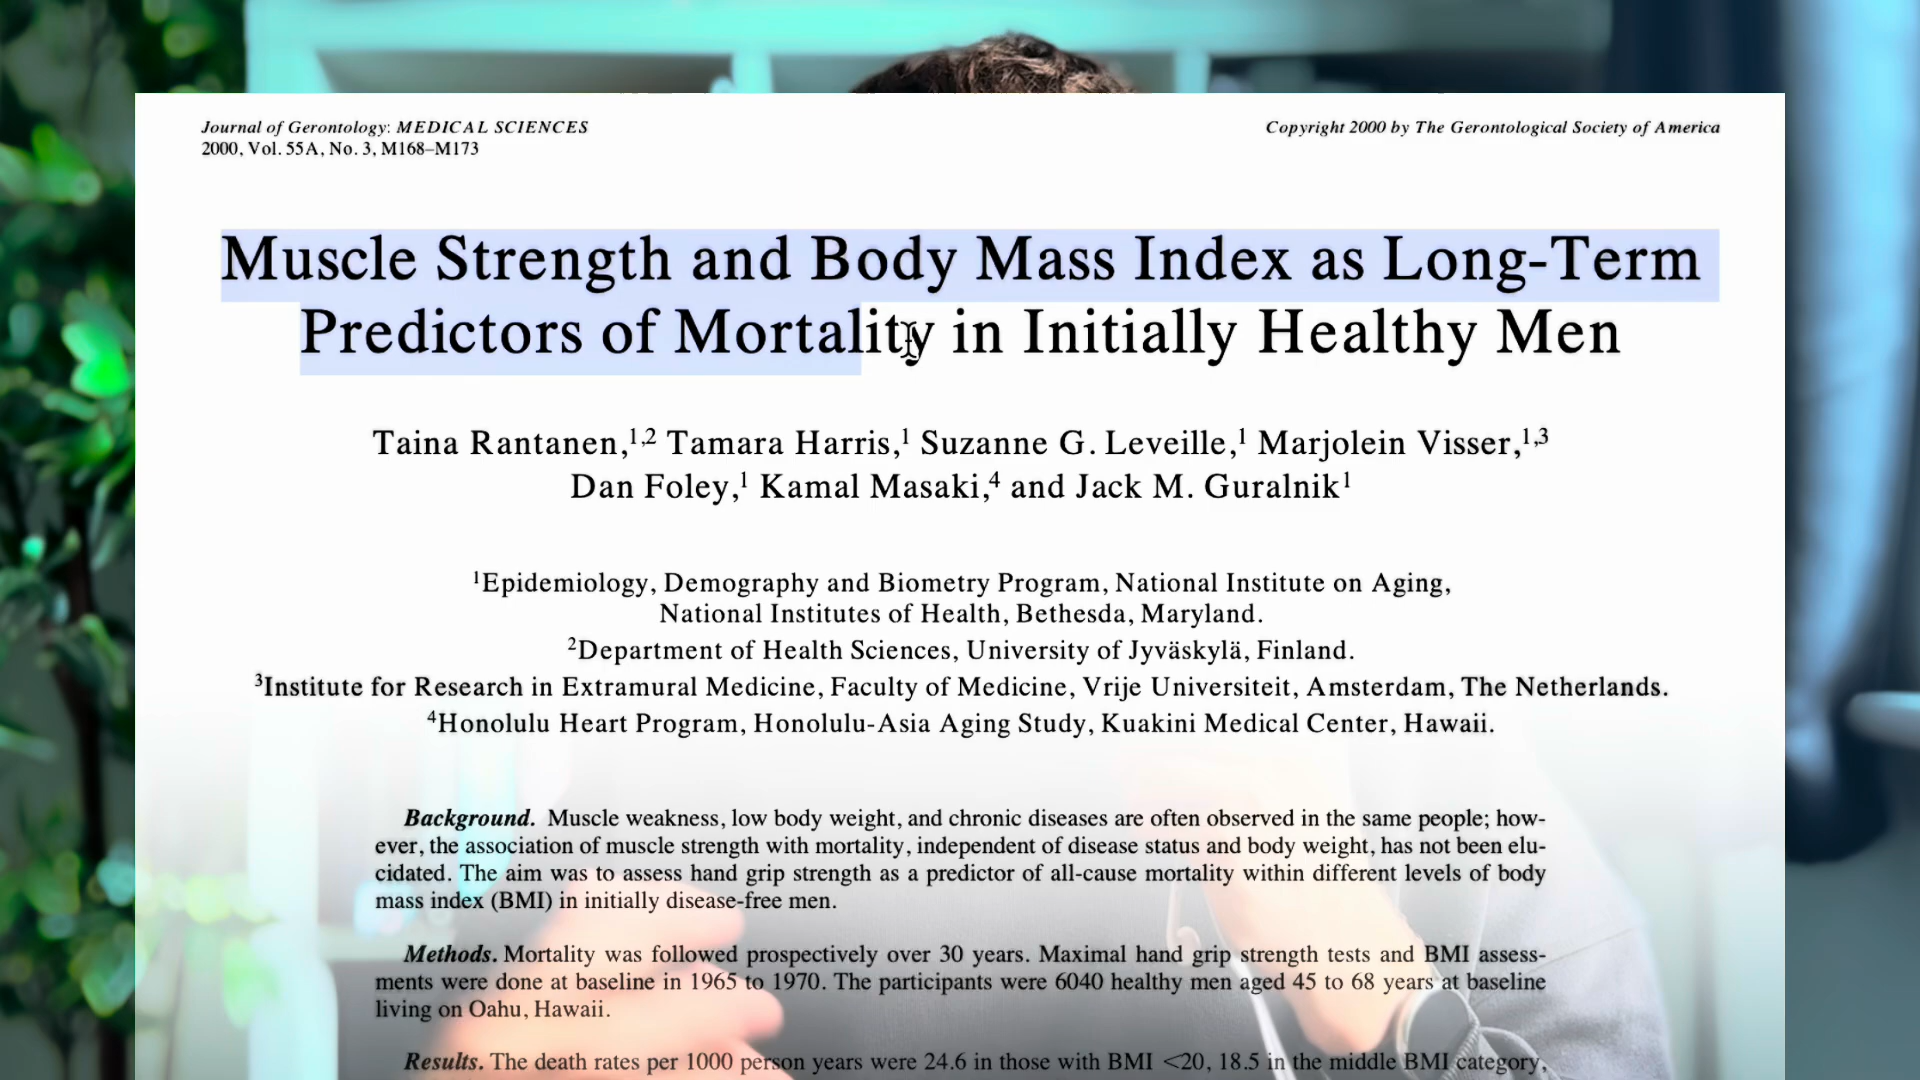 Journal of Gerontology: MEDICAL SCIENCES
2000, Vol. 55A, No. 3, M168–M173
Copyright 2000 by The Gerontological Society of America
Muscle Strength and Body Mass Index as Long-Term
Predictors of Mortality in Initially Healthy Men
Taina Rantanen,1,2 Tamara Harris,1 Suzanne G. Leveille,1 Marjolein Visser,1,3
Dan Foley,1 Kamal Masaki,4 and Jack M. Guralnik1
1Epidemiology, Demography and Biometry Program, National Institute on Aging,
National Institutes of Health, Bethesda, Maryland.
2Department of Health Sciences, University of Jyväskylä, Finland.
3Institute for Research in Extramural Medicine, Faculty of Medicine, Vrije Universiteit, Amsterdam, The Netherlands.
4Honolulu Heart Program, Honolulu-Asia Aging Study, Kuakini Medical Center, Hawaii.
Background. Muscle weakness, low body weight, and chronic diseases are often observed in the same people; how-
ever, the association of muscle strength with mortality, independent of disease status and body weight, has not been elu-
cidated. The aim was to assess hand grip strength as a predictor of all-cause mortality within different levels of body
mass index (BMI) in initially disease-free men.
Methods. Mortality was followed prospectively over 30 years. Maximal hand grip strength tests and BMI assess-
ments were done at baseline in 1965 to 1970. The participants were 6040 healthy men aged 45 to 68 years at baseline
living on Oahu, Hawaii.
Results. The death rates per 1000 person years were 24.6 in those with BMI <20, 18.5 in the middle BMI category,